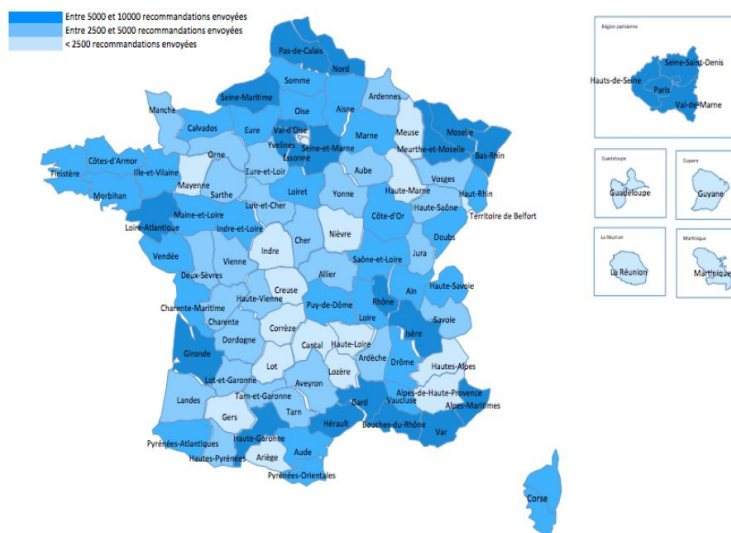 Entre 5000 et 10000 recommandations envoyées
Entre 2500 et 5000 recommandations envoyées
< 2500 recommandations envoyées
Région parisienne
Seine-Saint-Denis
Hauts-de-Seine
Paris
Val-de-Marne
Guadeloupe
Guadeloupe
Guyane
Guyane
La Réunion
La Réunion
Martinique
Martinique
Pas-de-Calais
Nord
Somme
Seine-Maritime
Ardennes
Manche
Oise
Aisne
Calvados
Eure
Val-d'Oise
Marne
Meuse
Moselle
Yvelines
Seine-et-Marne
Meurthe-et-Moselle
Bas-Rhin
Essonne
Orne
Côtes-d'Armor
Finistère
Ille-et-Vilaine
Eure-et-Loir
Aube
Vosges
Mayenne
Haute-Marne
Haut-Rhin
Morbihan
Sarthe
Loiret
Yonne
Loir-et-Cher
Haute-Saône
Territoire de Belfort
Maine-et-Loire
Côte-d'Or
Loire-Atlantique
Indre-et-Loire
Nièvre
Doubs
Cher
Vendée
Vienne
Indre
Saône-et-Loire
Jura
Deux-Sèvres
Allier
Creuse
Ain
Haute-Savoie
Haute-Vienne
Charente-Maritime
Puy-de-Dôme
Rhône
Loire
Charente
Savoie
Corrèze
Isère
Dordogne
Cantal
Haute-Loire
Gironde
Ardèche
Drôme
Hautes-Alpes
Lot
Lozère
Lot-et-Garonne
Aveyron
Alpes-de-Haute-Provence
Landes
Tarn-et-Garonne
Gard
Vaucluse
Alpes-Maritimes
Gers
Tarn
Hérault
Bouches-du-Rhône
Var
Pyrénées-Atlantiques
Haute-Garonne
Aude
Hautes-Pyrénées
Ariège
Pyrénées-Orientales
Corse